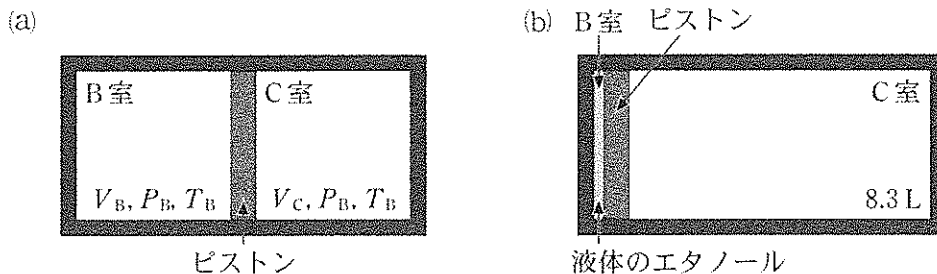 (a)
B室
C室
V_B, P_B, T_B
V_C, P_B, T_B
ピストン
(b)
B室
ピストン
C室
8.3 L
液体のエタノール